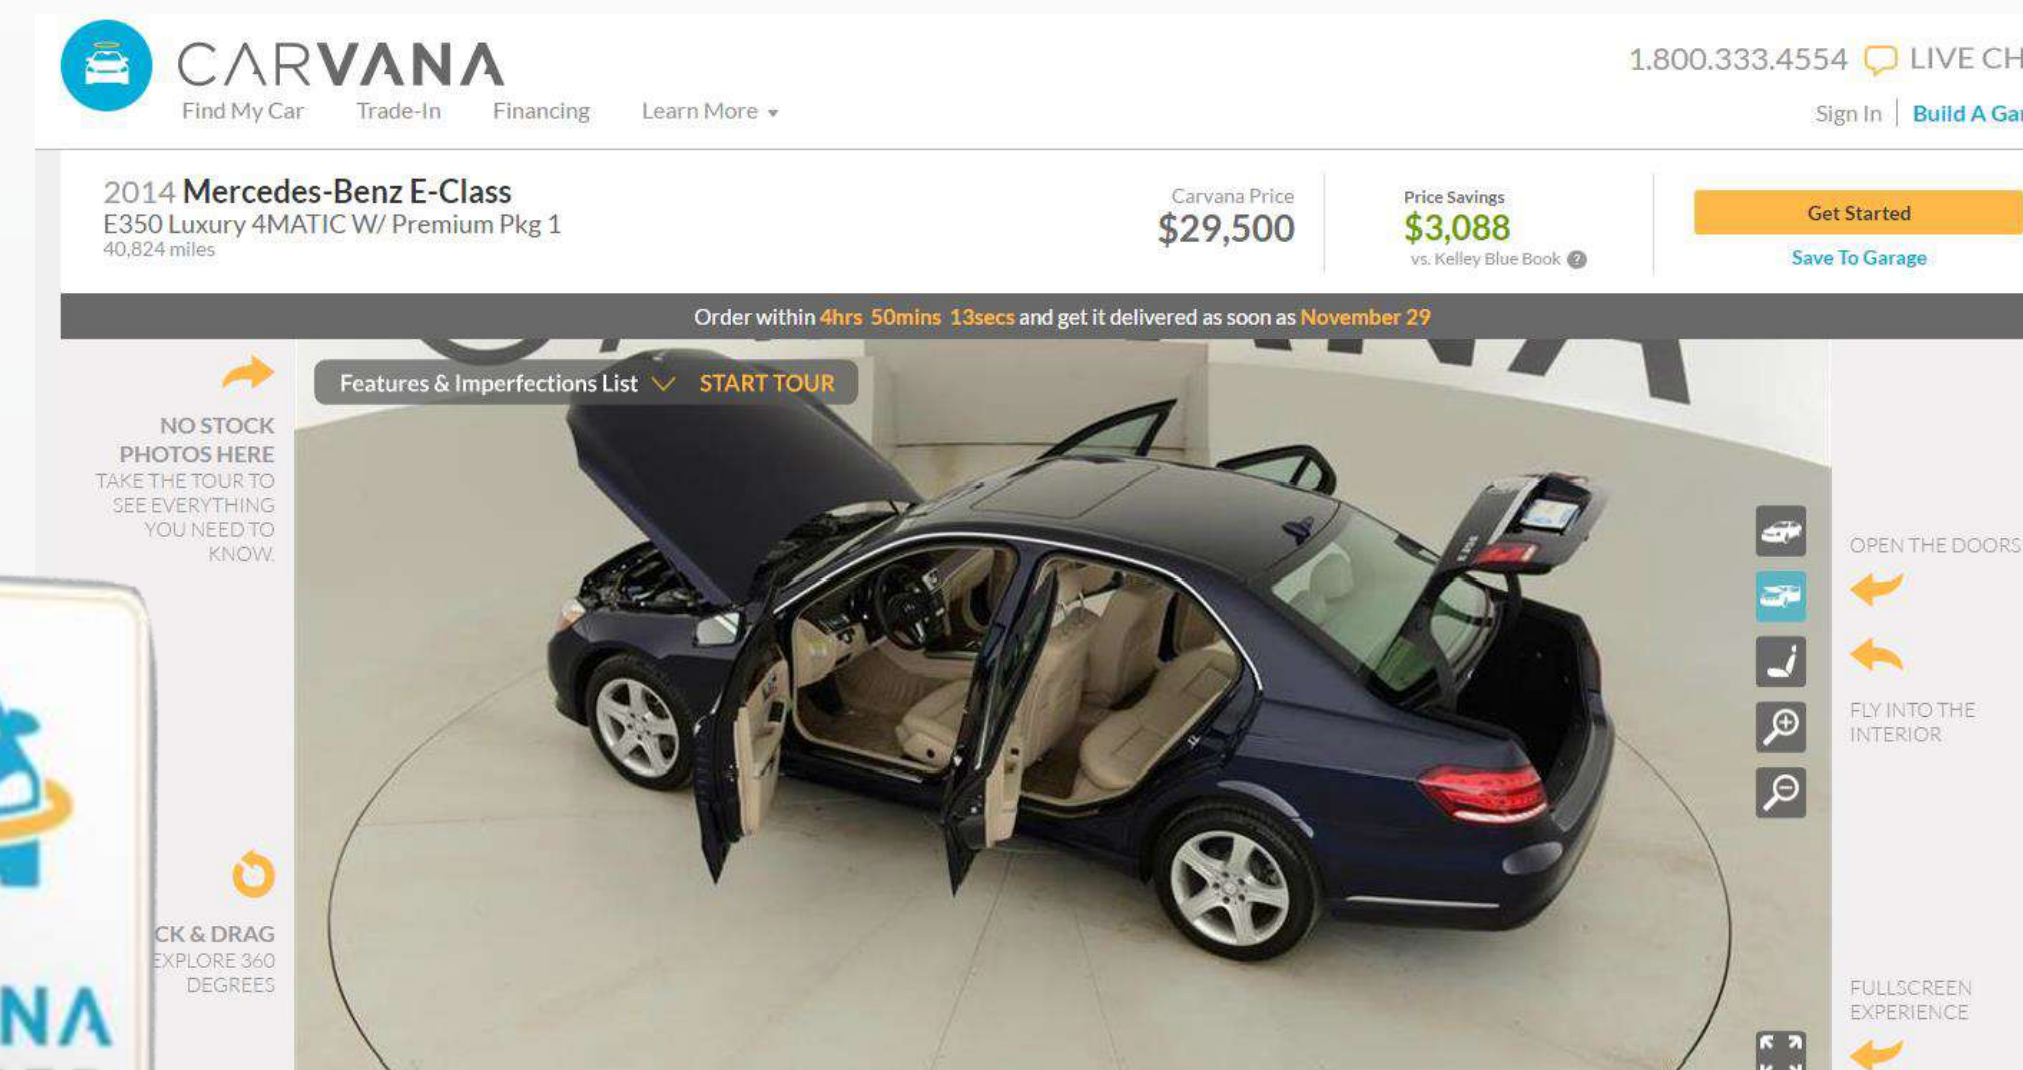 CARVANA
1.800.333.4554 LIVE CH
Find My Car Trade-In Financing Learn More
Sign In Build A Gar
2014 Mercedes-Benz E-Class
E350 Luxury 4MATIC W/ Premium Pkg 1
40,824 miles
Carvana Price
$29,500
Price Savings
$3,088
vs. Kelley Blue Book ?
Get Started
Save To Garage
Order within 4hrs 50mins 13secs and get it delivered as soon as November 29
Features & Imperfections List START TOUR
NO STOCK
PHOTOS HERE
TAKE THE TOUR TO
SEE EVERYTHING
YOU NEED TO
KNOW.
OPEN THE DOORS
FLY INTO THE
INTERIOR
CK & DRAG
EXPLORE 360
DEGREES
FULLSCREEN
EXPERIENCE
NA